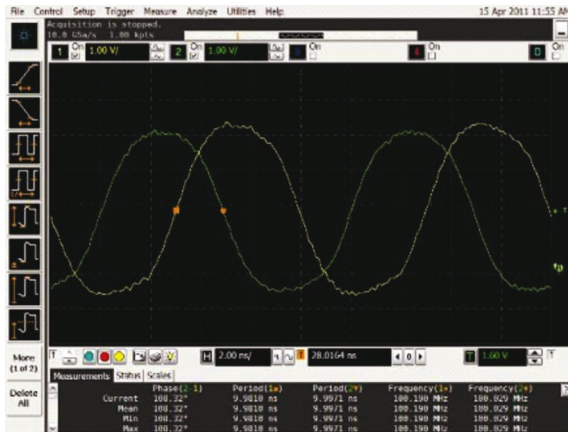 File Control Setup Trigger Measure Analyze Utilities Help 15 Apr 2011 11:55 AM
Acquisition is stopped.
10.0 GSa/s 1.00 kpts
1 On 1.00 V/ 2 On 1.00 V/ On On On
H 2.00 ns/ T 28.0164 ns 0 T 1.60 V T
More
(1 of 2)
Delete
All
Measurements Status Scales
Phase(2-1) Period(1) Period(2) Frequency(1) Frequency(2)
Current 108.32° 9.9810 ns 9.9971 ns 100.190 MHz 100.029 MHz
Mean 108.32° 9.9810 ns 9.9971 ns 100.190 MHz 100.029 MHz
Min 108.32° 9.9810 ns 9.9971 ns 100.190 MHz 100.029 MHz
Max 108.32° 9.9810 ns 9.9971 ns 100.190 MHz 100.029 MHz